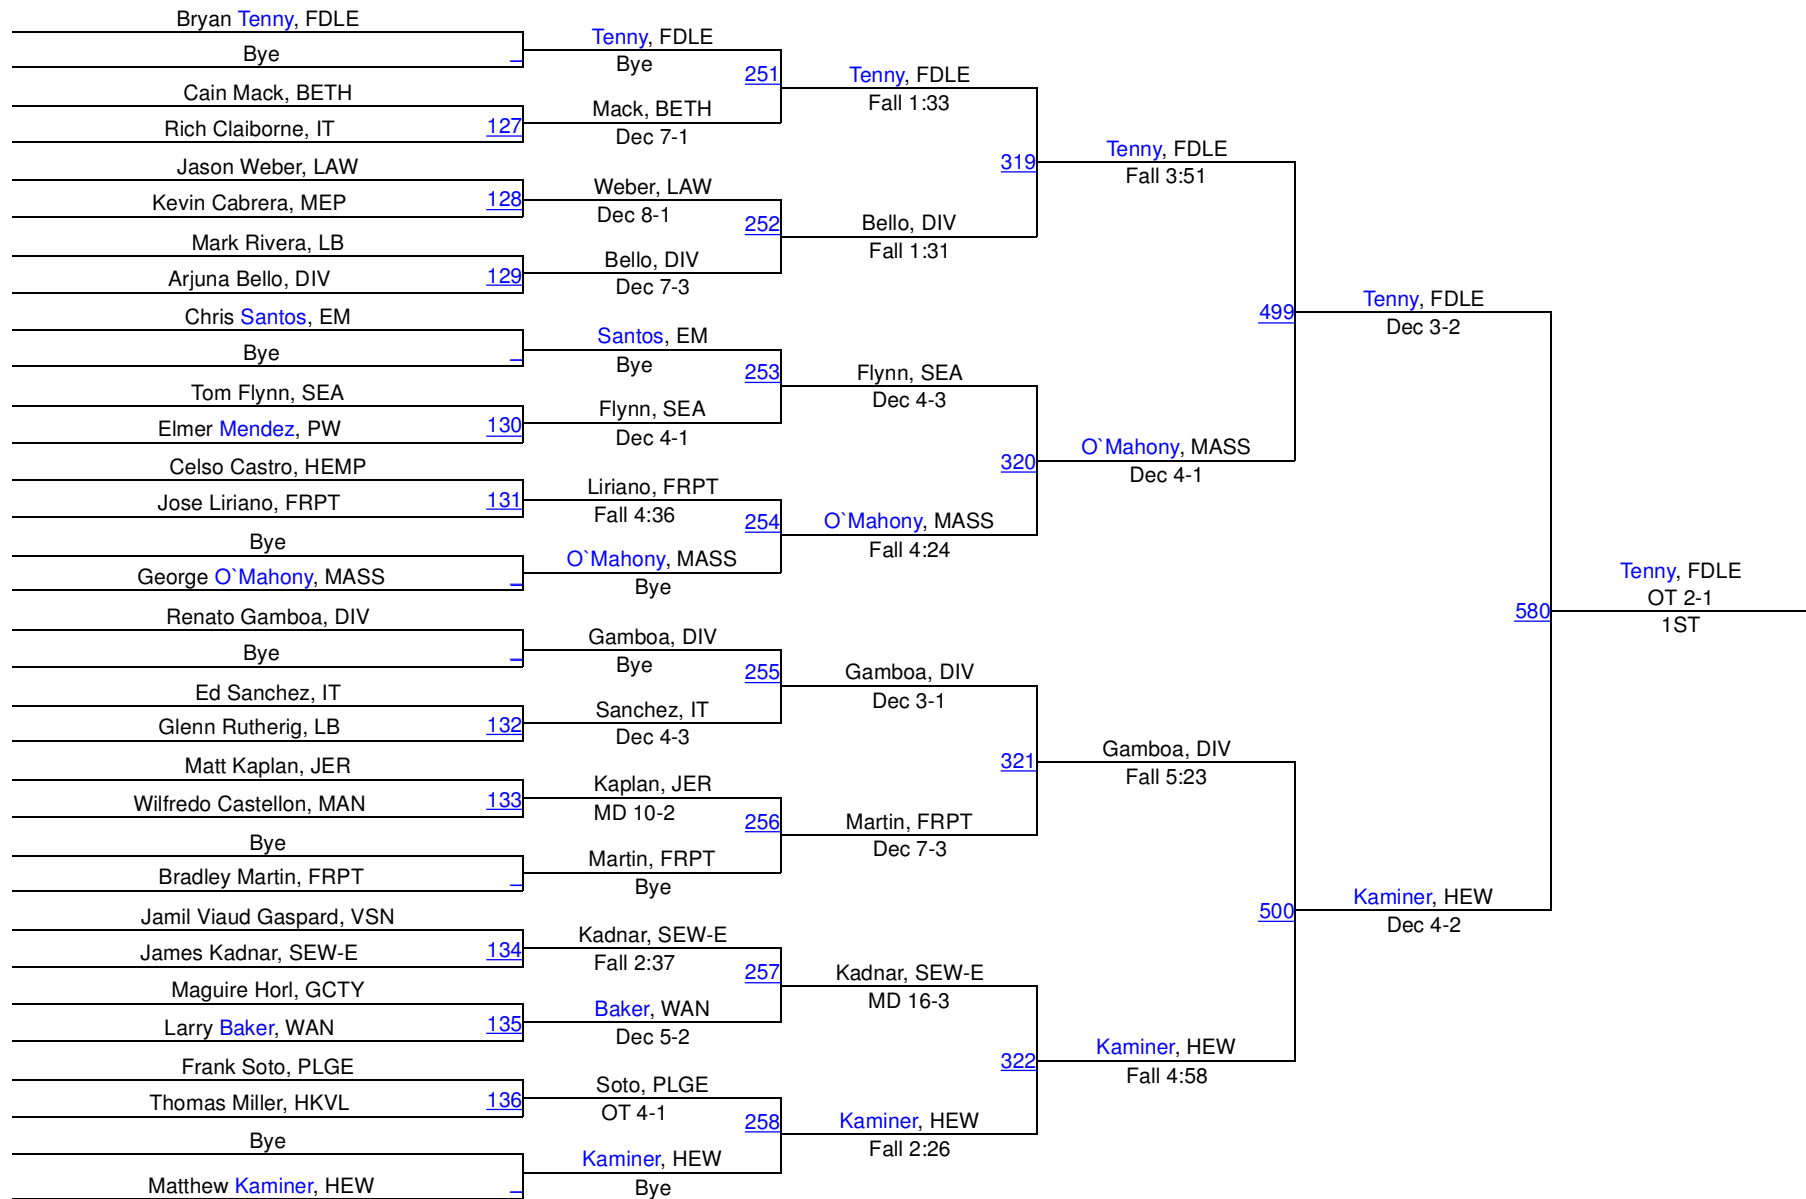 Bryan Tenny, FDLE
Bye
Cain Mack, BETH
Rich Claiborne, IT
127
Jason Weber, LAW
Kevin Cabrera, MEP
128
Mark Rivera, LB
Arjuna Bello, DIV
129
Chris Santos, EM
Bye
Tom Flynn, SEA
Elmer Mendez, PW
130
Celso Castro, HEMP
Jose Liriano, FRPT
131
Bye
George O`Mahony, MASS
Renato Gamboa, DIV
Bye
Ed Sanchez, IT
Glenn Rutherig, LB
132
Matt Kaplan, JER
Wilfredo Castellon, MAN
133
Bye
Bradley Martin, FRPT
Jamil Viaud Gaspard, VSN
James Kadnar, SEW-E
134
Maguire Horl, GCTY
Larry Baker, WAN
135
Frank Soto, PLGE
Thomas Miller, HKVL
136
Bye
Matthew Kaminer, HEW
Tenny, FDLE
Bye
251
Mack, BETH
Dec 7-1
Weber, LAW
Dec 8-1
252
Bello, DIV
Dec 7-3
Santos, EM
Bye
253
Flynn, SEA
Dec 4-1
Liriano, FRPT
Fall 4:36
254
O`Mahony, MASS
Bye
Gamboa, DIV
Bye
255
Sanchez, IT
Dec 4-3
Kaplan, JER
MD 10-2
256
Martin, FRPT
Bye
Kadnar, SEW-E
Fall 2:37
257
Baker, WAN
Dec 5-2
Soto, PLGE
OT 4-1
258
Kaminer, HEW
Bye
Tenny, FDLE
Fall 1:33
319
Bello, DIV
Fall 1:31
Flynn, SEA
Dec 4-3
320
O`Mahony, MASS
Fall 4:24
Gamboa, DIV
Dec 3-1
321
Martin, FRPT
Dec 7-3
Kadnar, SEW-E
MD 16-3
322
Kaminer, HEW
Fall 2:26
Tenny, FDLE
Fall 3:51
499
O`Mahony, MASS
Dec 4-1
Gamboa, DIV
Fall 5:23
500
Kaminer, HEW
Fall 4:58
Tenny, FDLE
Dec 3-2
580
Kaminer, HEW
Dec 4-2
Tenny, FDLE
OT 2-1
1ST